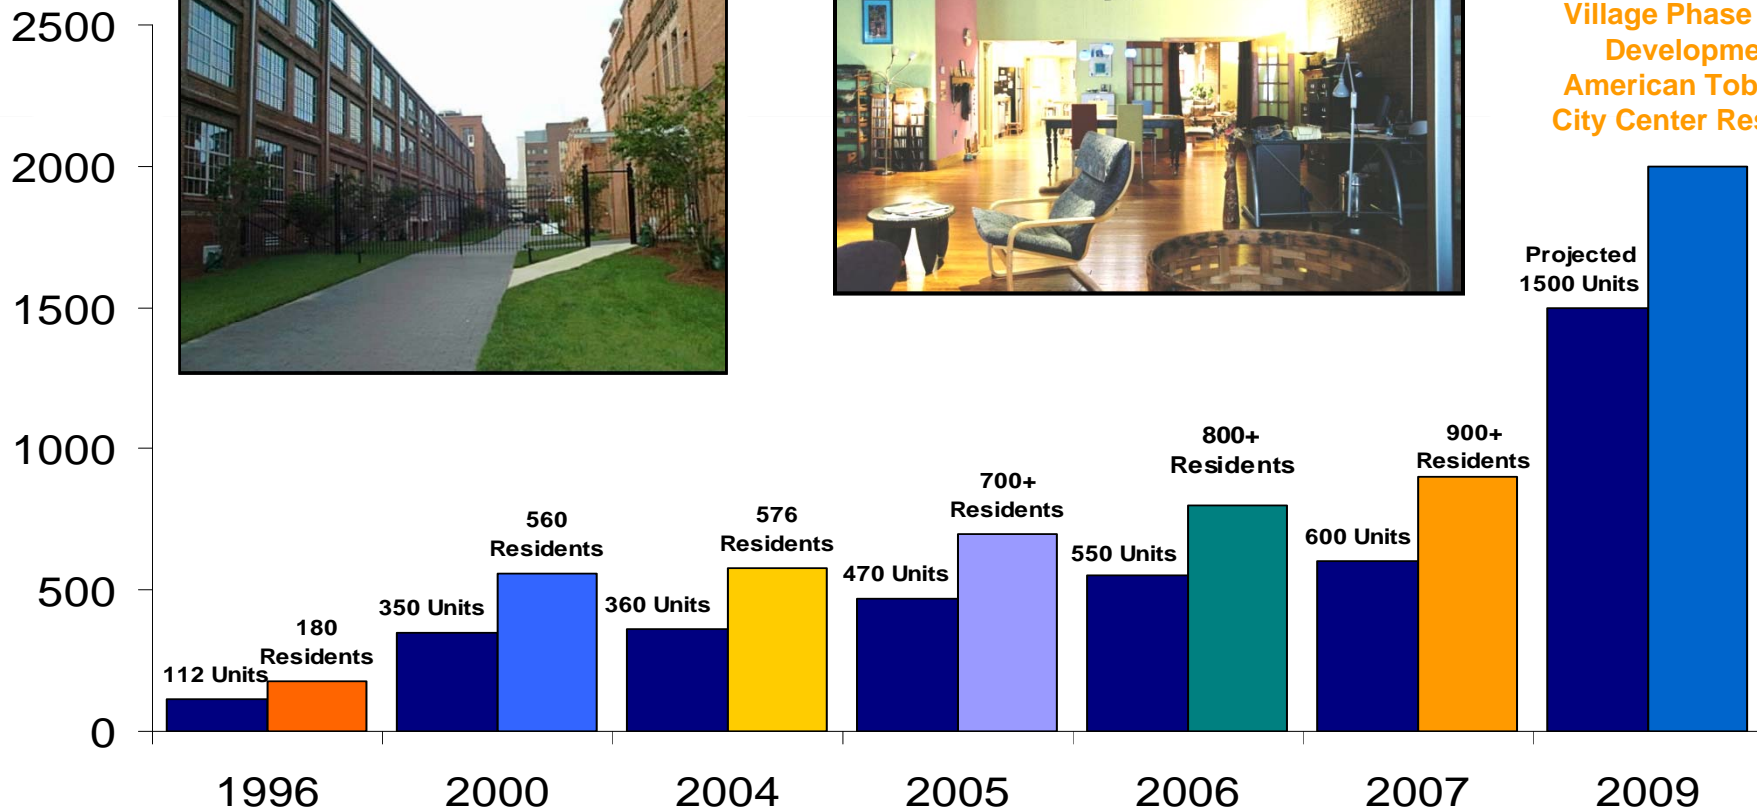 Village Phase
Developme
American Tob
City Center Res
2500
2000
1500
1000
500
0
112 Units
180
Residents
350 Units
560
Residents
360 Units
576
Residents
470 Units
700+
Residents
550 Units
800+
Residents
600 Units
900+
Residents
Projected
1500 Units
1996
2000
2004
2005
2006
2007
2009